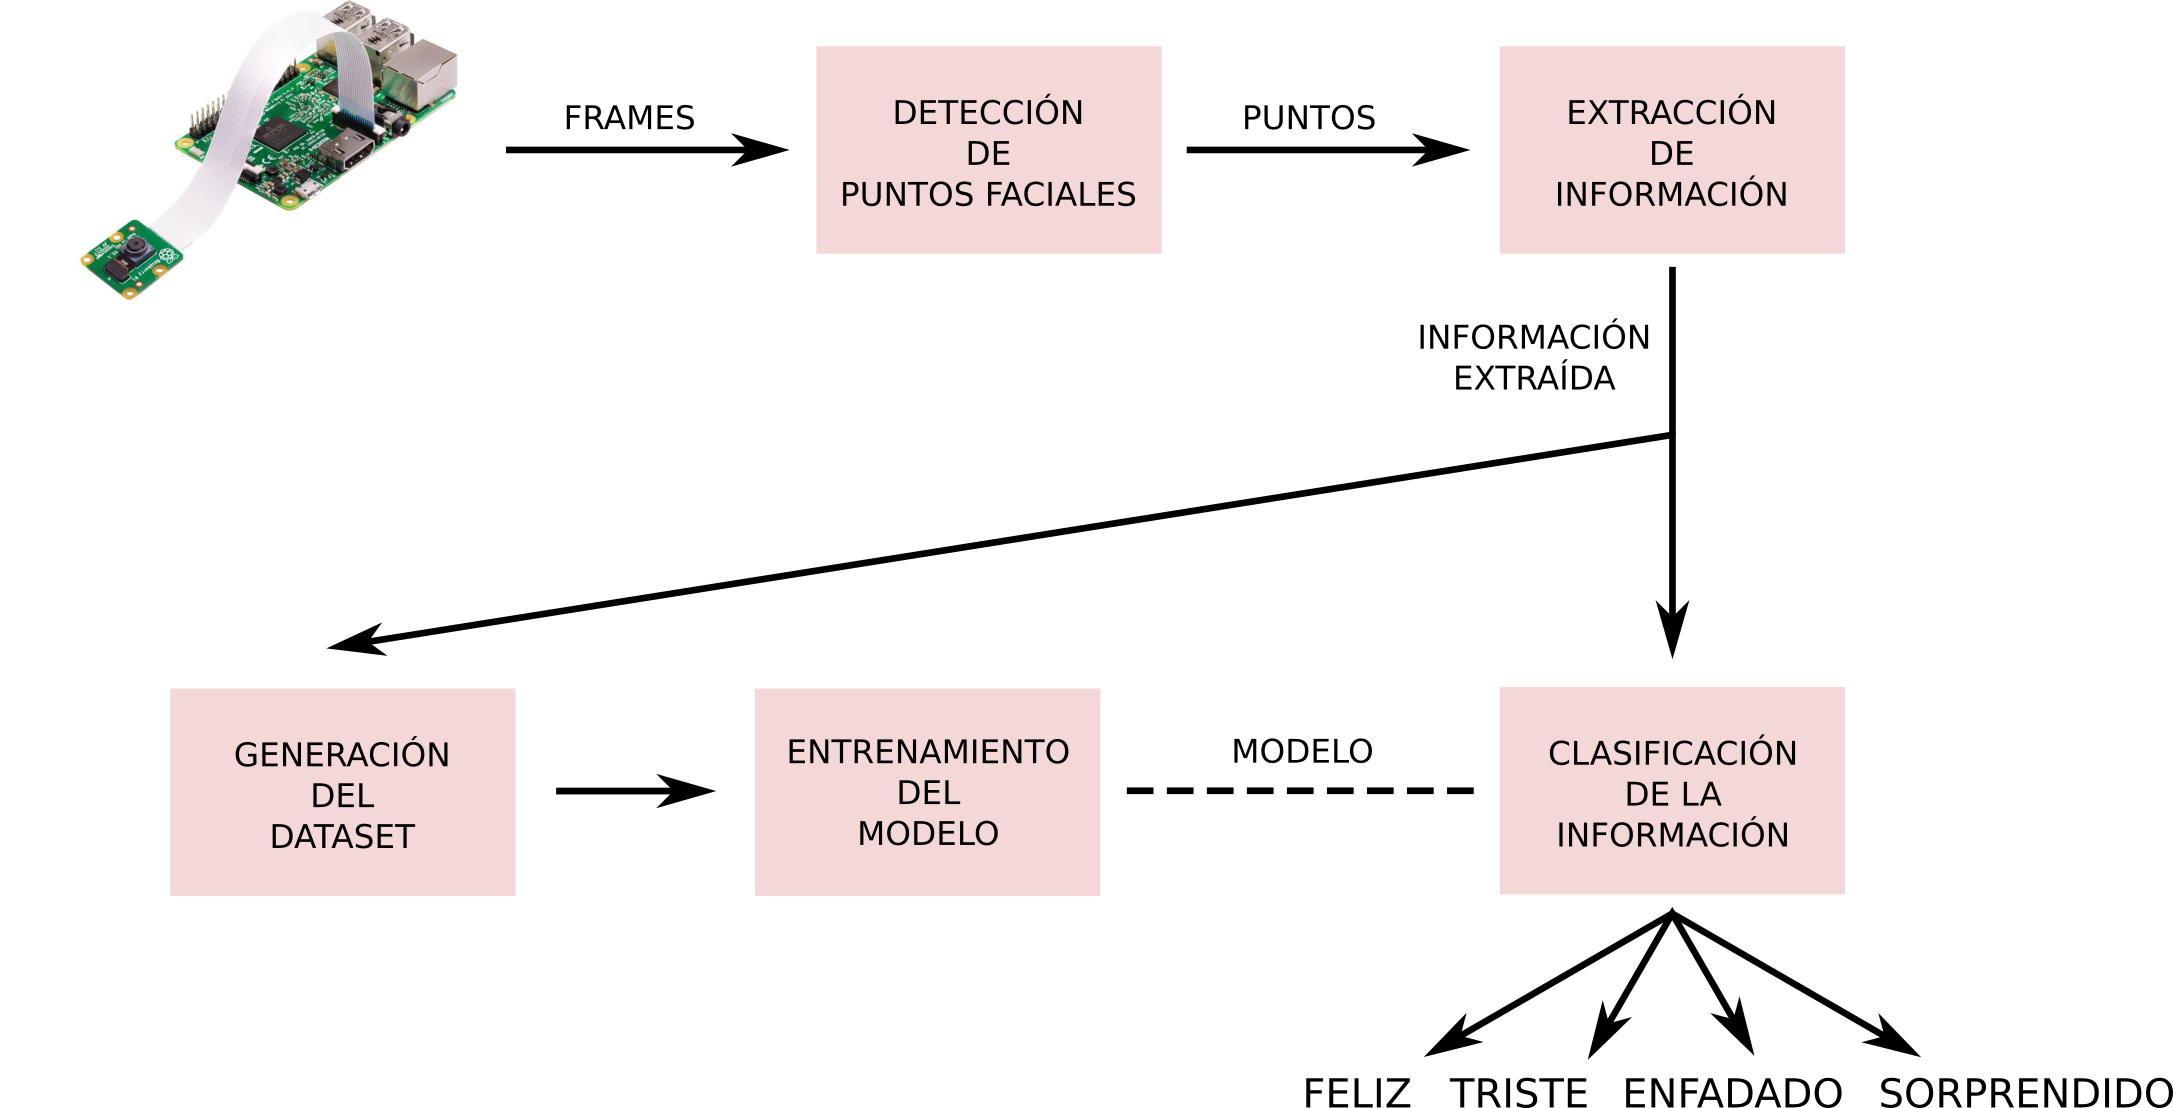 FRAMES
DETECCIÓN
DE
PUNTOS FACIALES
PUNTOS
EXTRACCIÓN
DE
INFORMACIÓN
INFORMACIÓN
EXTRAÍDA
GENERACIÓN
DEL
DATASET
ENTRENAMIENTO
DEL
MODELO
MODELO
CLASIFICACIÓN
DE LA
INFORMACIÓN
FELIZ TRISTE ENFADADO SORPRENDIDO